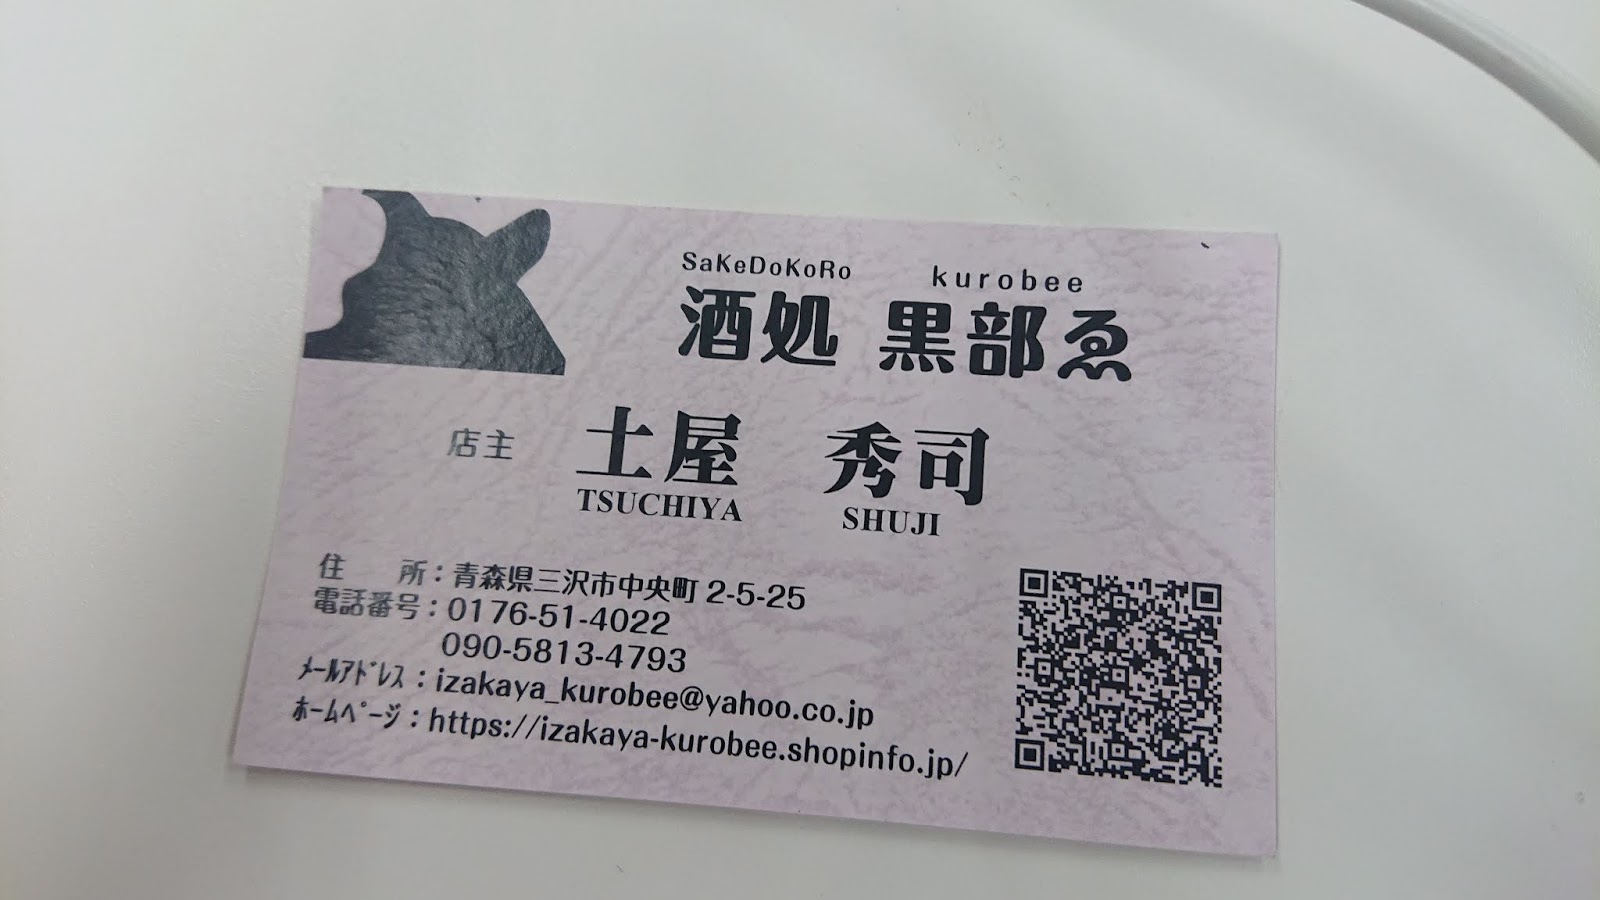 SaKeDoKoRo kurobee
酒処 黒部ゑ
店主 土屋 秀司
TSUCHIYA SHUJI
住 所：青森県三沢市中央町 2-5-25
電話番号：0176-51-4022
090-5813-4793
ﾒｰﾙｱﾄﾞﾚｽ：izakaya_kurobee@yahoo.co.jp
ﾎｰﾑﾍﾟｰｼﾞ：https://izakaya-kurobee.shopinfo.jp/